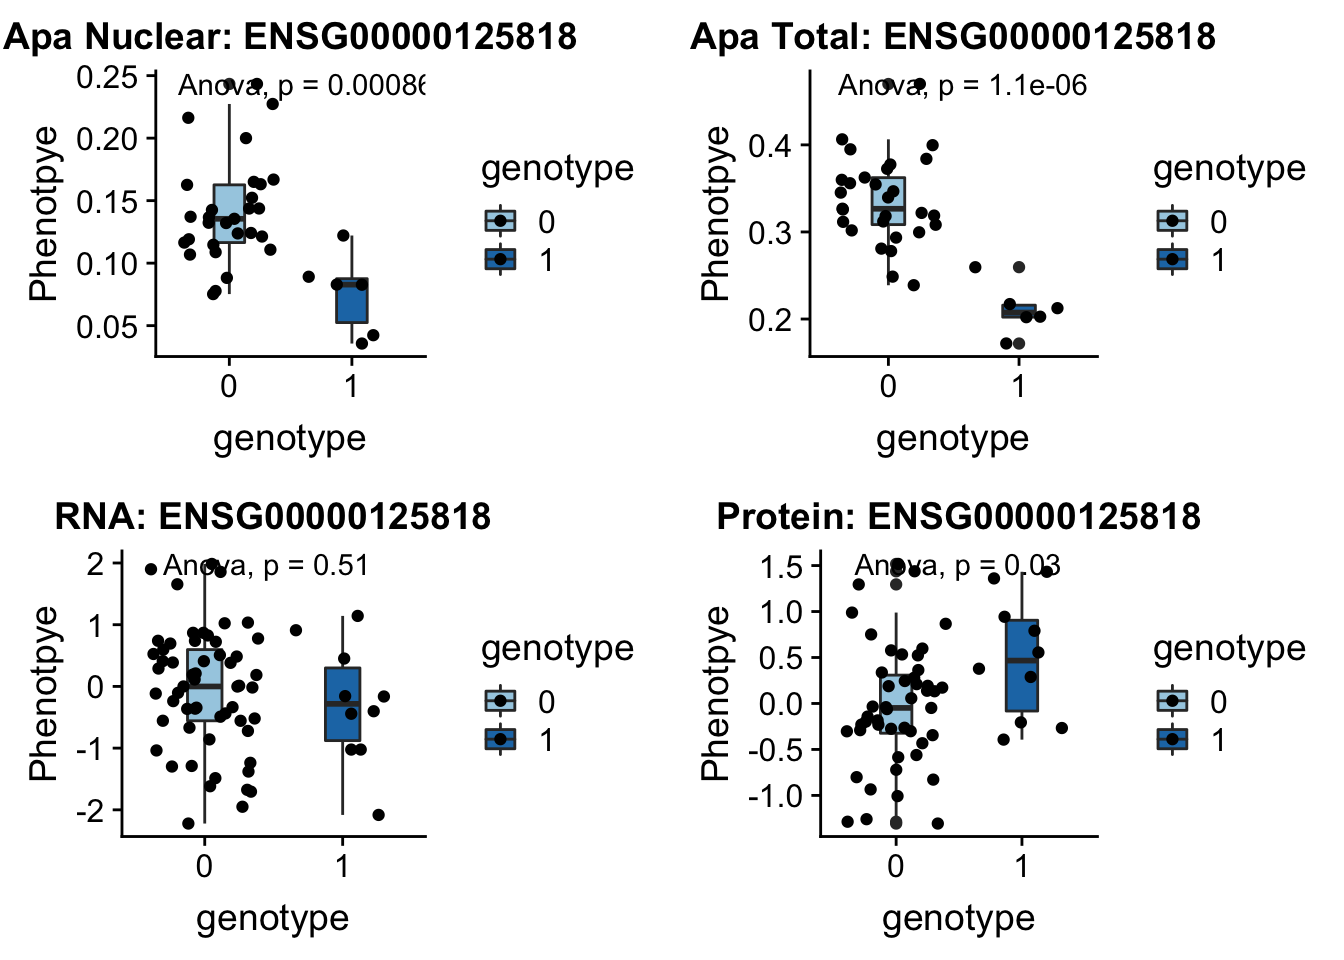 Apa Nuclear: ENSG00000125818
Anova, p = 0.00086
Phenotpye
0.25
0.20
0.15
0.10
0.05
0 1
genotype
genotype
0
1
Apa Total: ENSG00000125818
Anova, p = 1.1e-06
Phenotpye
0.4
0.3
0.2
0 1
genotype
genotype
0
1
RNA: ENSG00000125818
Anova, p = 0.51
Phenotpye
2
1
0
-1
-2
0 1
genotype
genotype
0
1
Protein: ENSG00000125818
Anova, p = 0.03
Phenotpye
1.5
1.0
0.5
0.0
-0.5
-1.0
0 1
genotype
genotype
0
1